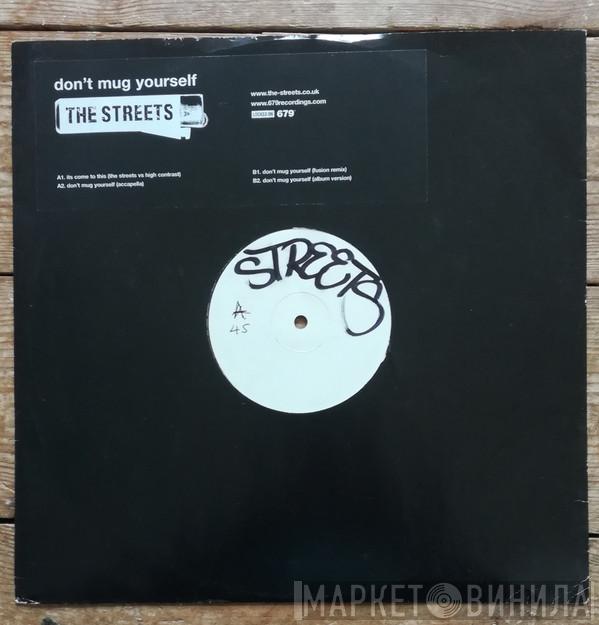 don't mug yourself
THE STREETS
www.the-streets.co.uk
www.679recordings.com
LOCKED ON 679
A1. its come to this (the streets vs high contrast)
A2. don't mug yourself (accapella)
B1. don't mug yourself (fusion remix)
B2. don't mug yourself (album version)
STREETS
A
45
МАРКЕТ ВИНИЛА